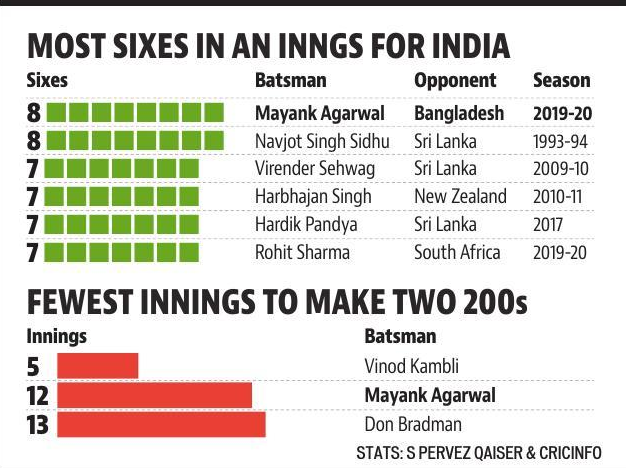 MOST SIXES IN AN INNGS FOR INDIA
Sixes Batsman Opponent Season
8 Mayank Agarwal Bangladesh 2019-20
8 Navjot Singh Sidhu Sri Lanka 1993-94
7 Virender Sehwag Sri Lanka 2009-10
7 Harbhajan Singh New Zealand 2010-11
7 Hardik Pandya Sri Lanka 2017
7 Rohit Sharma South Africa 2019-20
FEWEST INNINGS TO MAKE TWO 200s
Innings Batsman
5 Vinod Kambli
12 Mayank Agarwal
13 Don Bradman
STATS: S PERVEZ QAISER & CRICINFO